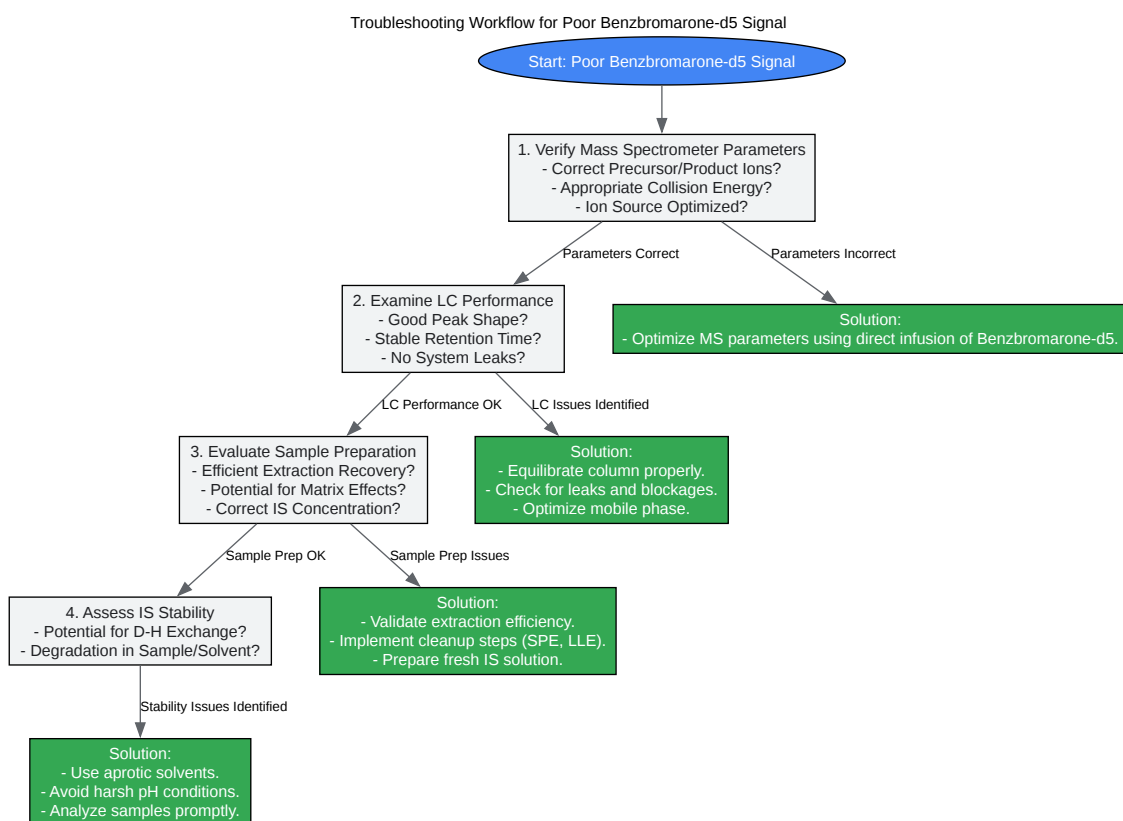 Troubleshooting Workflow for Poor Benzbromarone-d5 Signal
Start: Poor Benzbromarone-d5 Signal
1. Verify Mass Spectrometer Parameters
- Correct Precursor/Product Ions?
- Appropriate Collision Energy?
- Ion Source Optimized?
Parameters Correct
Parameters Incorrect
2. Examine LC Performance
- Good Peak Shape?
- Stable Retention Time?
- No System Leaks?
Solution:
- Optimize MS parameters using direct infusion of Benzbromarone-d5.
LC Performance OK
LC Issues Identified
3. Evaluate Sample Preparation
- Efficient Extraction Recovery?
- Potential for Matrix Effects?
- Correct IS Concentration?
Solution:
- Equilibrate column properly.
- Check for leaks and blockages.
- Optimize mobile phase.
Sample Prep OK
Sample Prep Issues
4. Assess IS Stability
- Potential for D-H Exchange?
- Degradation in Sample/Solvent?
Solution:
- Validate extraction efficiency.
- Implement cleanup steps (SPE, LLE).
- Prepare fresh IS solution.
Stability Issues Identified
Solution:
- Use aprotic solvents.
- Avoid harsh pH conditions.
- Analyze samples promptly.